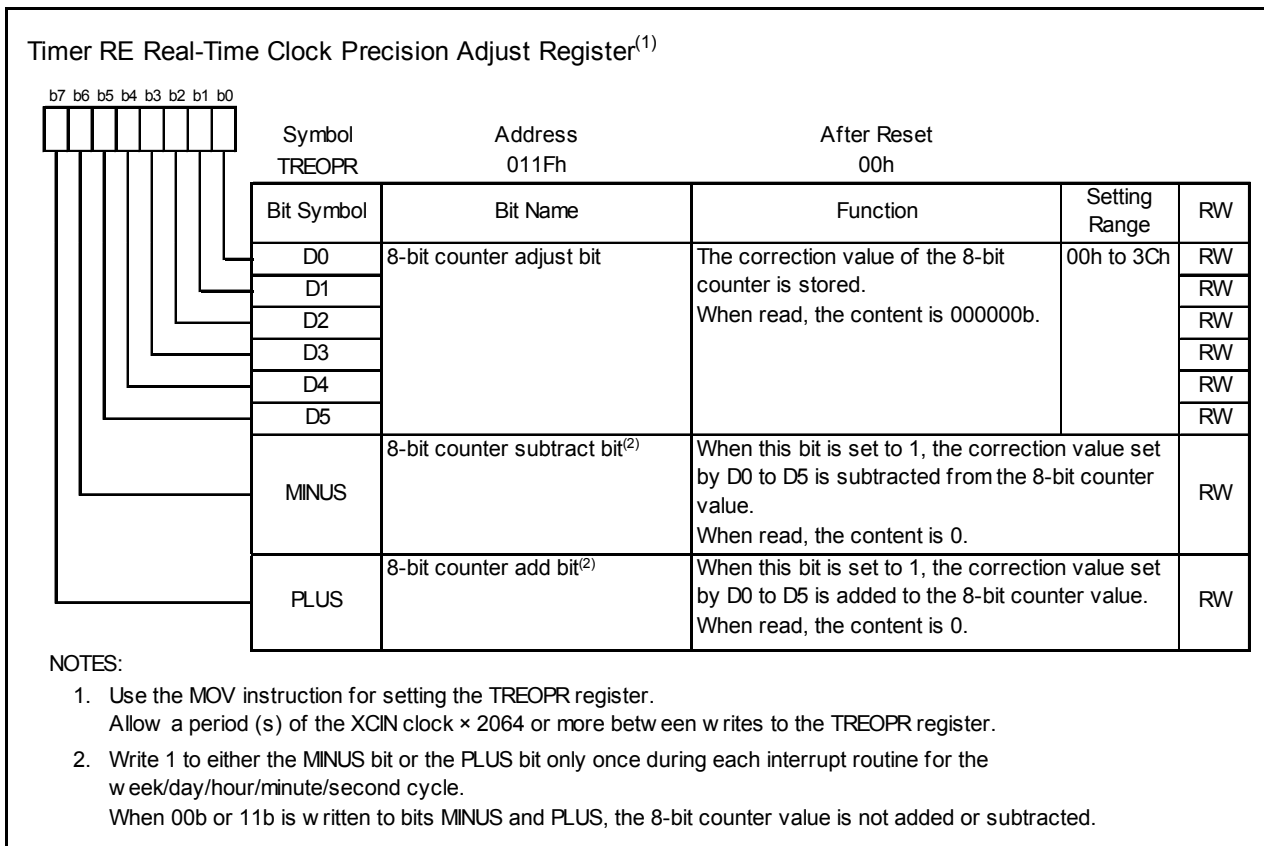 Timer RE Real-Time Clock Precision Adjust Register(1)
b7 b6 b5 b4 b3 b2 b1 b0
Symbol Address After Reset
TREOPR 011Fh 00h
Bit Symbol Bit Name Function Setting Range RW
D0 8-bit counter adjust bit The correction value of the 8-bit 00h to 3Ch RW
D1 counter is stored. RW
D2 When read, the content is 000000b. RW
D3 RW
D4 RW
D5 RW
MINUS 8-bit counter subtract bit(2) When this bit is set to 1, the correction value set RW
by D0 to D5 is subtracted from the 8-bit counter
value.
When read, the content is 0.
PLUS 8-bit counter add bit(2) When this bit is set to 1, the correction value set RW
by D0 to D5 is added to the 8-bit counter value.
When read, the content is 0.
NOTES:
1. Use the MOV instruction for setting the TREOPR register.
Allow a period (s) of the XCIN clock × 2064 or more between writes to the TREOPR register.
2. Write 1 to either the MINUS bit or the PLUS bit only once during each interrupt routine for the
week/day/hour/minute/second cycle.
When 00b or 11b is written to bits MINUS and PLUS, the 8-bit counter value is not added or subtracted.